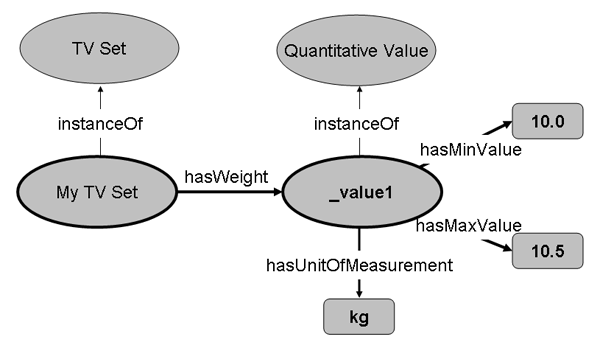 TV Set
Quantitative Value
instanceOf
instanceOf
10.0
hasMinValue
hasWeight
My TV Set
_value1
hasMaxValue
10.5
hasUnitOfMeasurement
kg